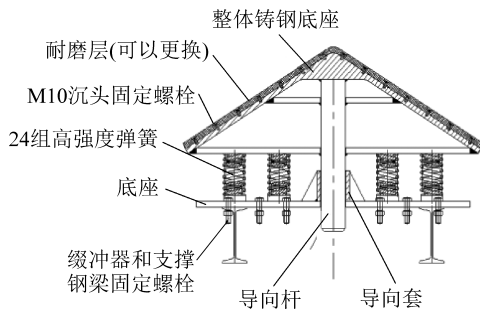 整体铸钢底座
耐磨层(可以更换)
M10沉头固定螺栓
24组高强度弹簧
底座
缀冲器和支撑
钢梁固定螺栓
导向杆
导向套